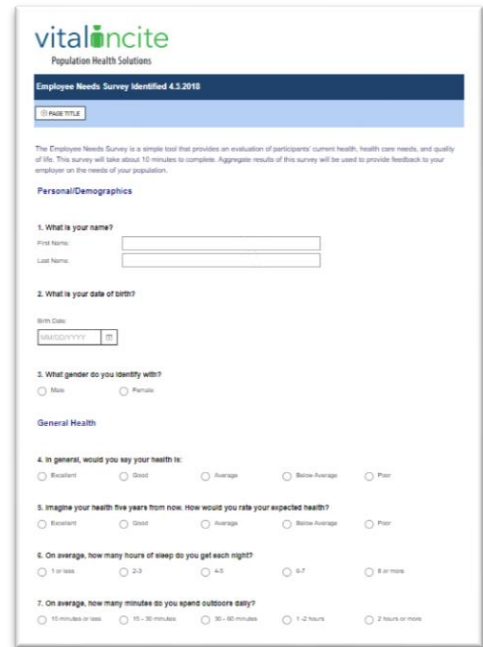 vitalincite
Population Health Solutions
Employee Needs Survey Identified 4.3.2018
PAGE TITLE
The Employee Needs Survey is a simple tool that provides an evaluation of participants' current health, health care needs, and quality
of life. This survey will take about 10 minutes to complete. Aggregate results of this survey will be used to provide feedback to your
employer on the needs of your population.
Personal/Demographics
1. What is your name?
First Name:
Last Name:
2. What is your date of birth?
Birth Date:
MM/DD/YYYY
3. What gender do you identify with?
Male Female
General Health
4. In general, would you say your health is:
Excellent Good Average Below Average Poor
5. Imagine your health five years from now. How would you rate your expected health?
Excellent Good Average Below Average Poor
6. On average, how many hours of sleep do you get each night?
1 or less 2-3 4-5 6-7 8 or more
7. On average, how many minutes do you spend outdoors daily?
10 minutes or less 15 - 30 minutes 30 - 60 minutes 1 -2 hours 2 hours or more